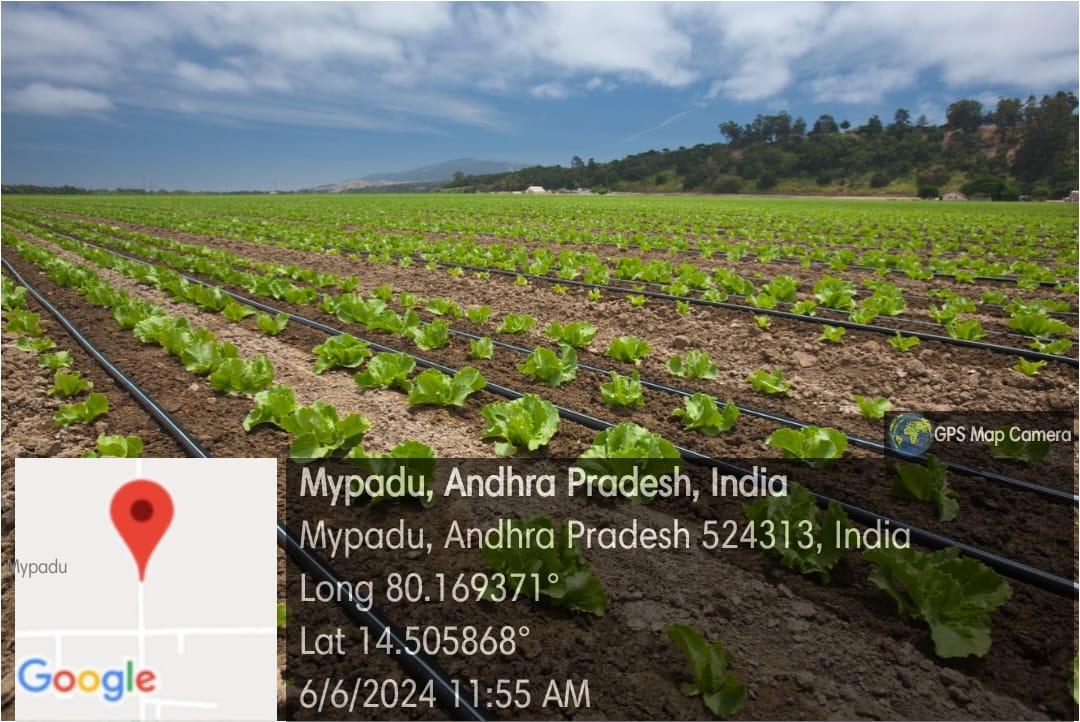 GPS Map Camera
Mypadu, Andhra Pradesh, India
Mypadu, Andhra Pradesh 524313, India
Long 80.169371°
Lat 14.505868°
6/6/2024 11:55 AM
Mypadu
Google